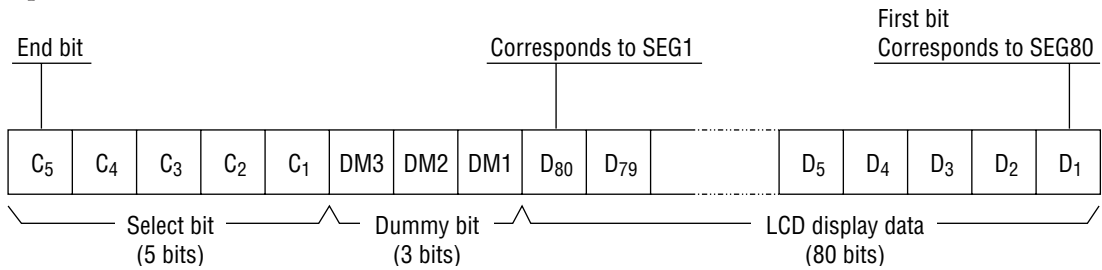 First bit
End bit Corresponds to SEG1 Corresponds to SEG80
C5 C4 C3 C2 C1 DM3 DM2 DM1 D80 D79 D5 D4 D3 D2 D1
Select bit Dummy bit LCD display data
(5 bits) (3 bits) (80 bits)